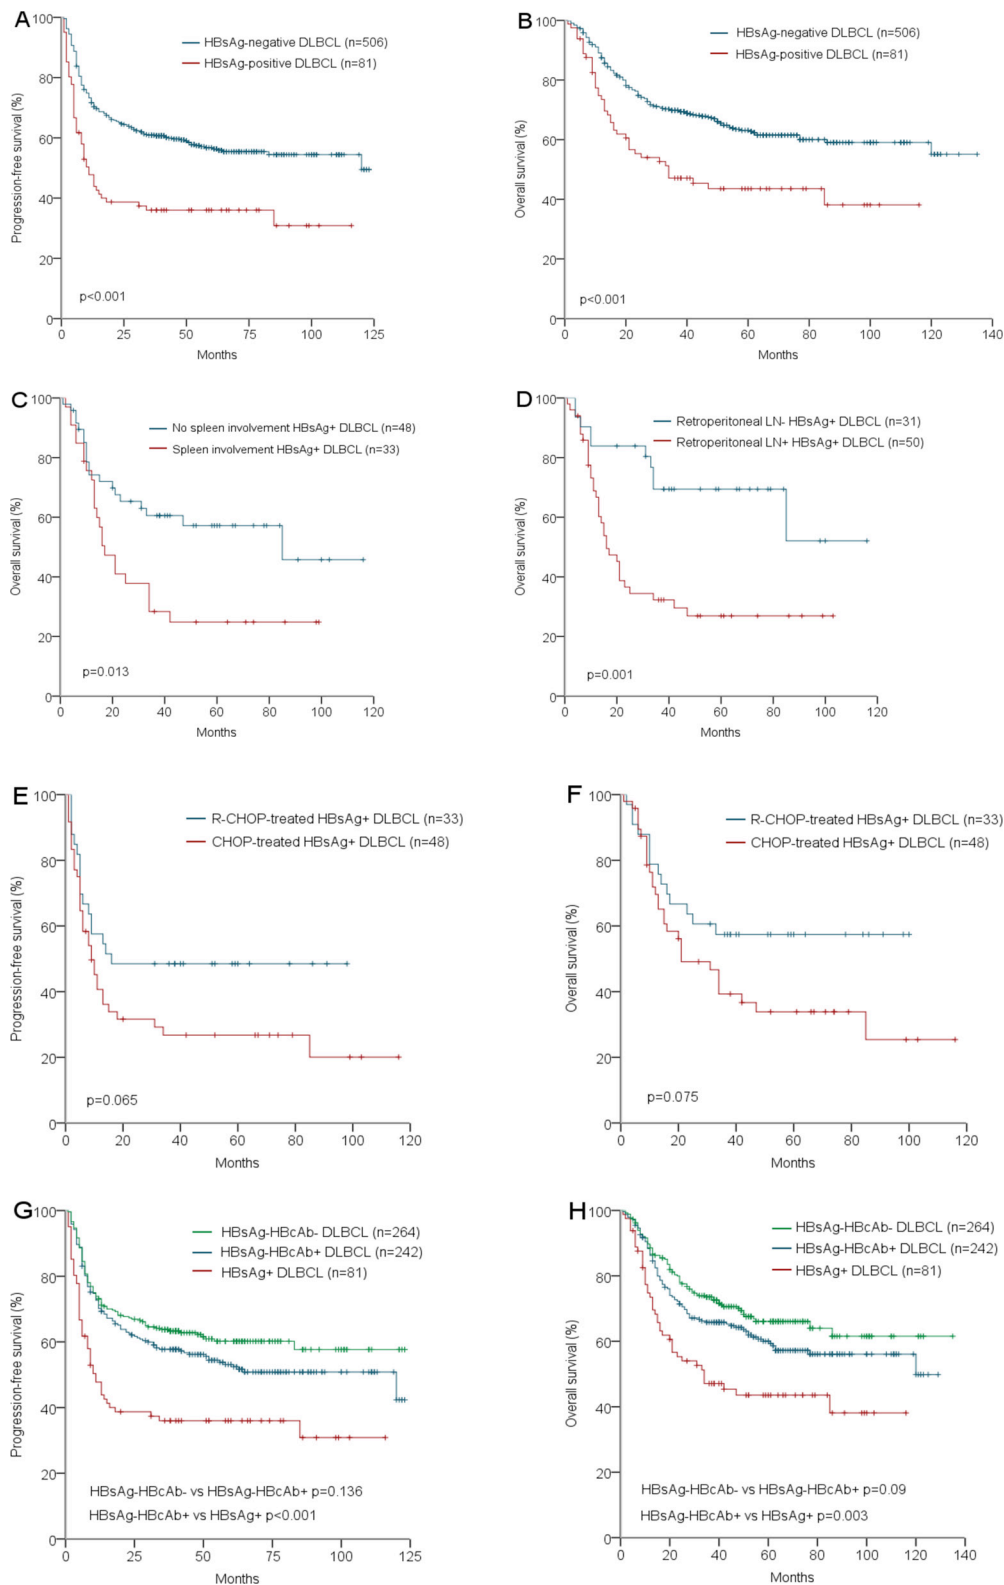 A
Progression-free survival (%)
100
80
60
40
20
0
HBsAg-negative DLBCL (n=506)
HBsAg-positive DLBCL (n=81)
p<0.001
0 25 50 75 100 125
Months
B
Overall survival (%)
100
80
60
40
20
0
HBsAg-negative DLBCL (n=506)
HBsAg-positive DLBCL (n=81)
p<0.001
0 20 40 60 80 100 120 140
Months
C
Overall survival (%)
100
80
60
40
20
0
No spleen involvement HBsAg+ DLBCL (n=48)
Spleen involvement HBsAg+ DLBCL (n=33)
p=0.013
0 20 40 60 80 100 120
Months
D
Overall survival (%)
100
80
60
40
20
0
Retroperitoneal LN- HBsAg+ DLBCL (n=31)
Retroperitoneal LN+ HBsAg+ DLBCL (n=50)
p=0.001
0 20 40 60 80 100 120
Months
E
Progression-free survival (%)
100
80
60
40
20
0
R-CHOP-treated HBsAg+ DLBCL (n=33)
CHOP-treated HBsAg+ DLBCL (n=48)
p=0.065
0 20 40 60 80 100 120
Months
F
Overall survival (%)
100
80
60
40
20
0
R-CHOP-treated HBsAg+ DLBCL (n=33)
CHOP-treated HBsAg+ DLBCL (n=48)
p=0.075
0 20 40 60 80 100 120
Months
G
Progression-free survival (%)
100
80
60
40
20
0
HBsAg-HBcAb- DLBCL (n=264)
HBsAg-HBcAb+ DLBCL (n=242)
HBsAg+ DLBCL (n=81)
HBsAg-HBcAb- vs HBsAg-HBcAb+ p=0.136
HBsAg-HBcAb+ vs HBsAg+ p<0.001
0 25 50 75 100 125
Months
H
Overall survival (%)
100
80
60
40
20
0
HBsAg-HBcAb- DLBCL (n=264)
HBsAg-HBcAb+ DLBCL (n=242)
HBsAg+ DLBCL (n=81)
HBsAg-HBcAb- vs HBsAg-HBcAb+ p=0.09
HBsAg-HBcAb+ vs HBsAg+ p=0.003
0 20 40 60 80 100 120 140
Months